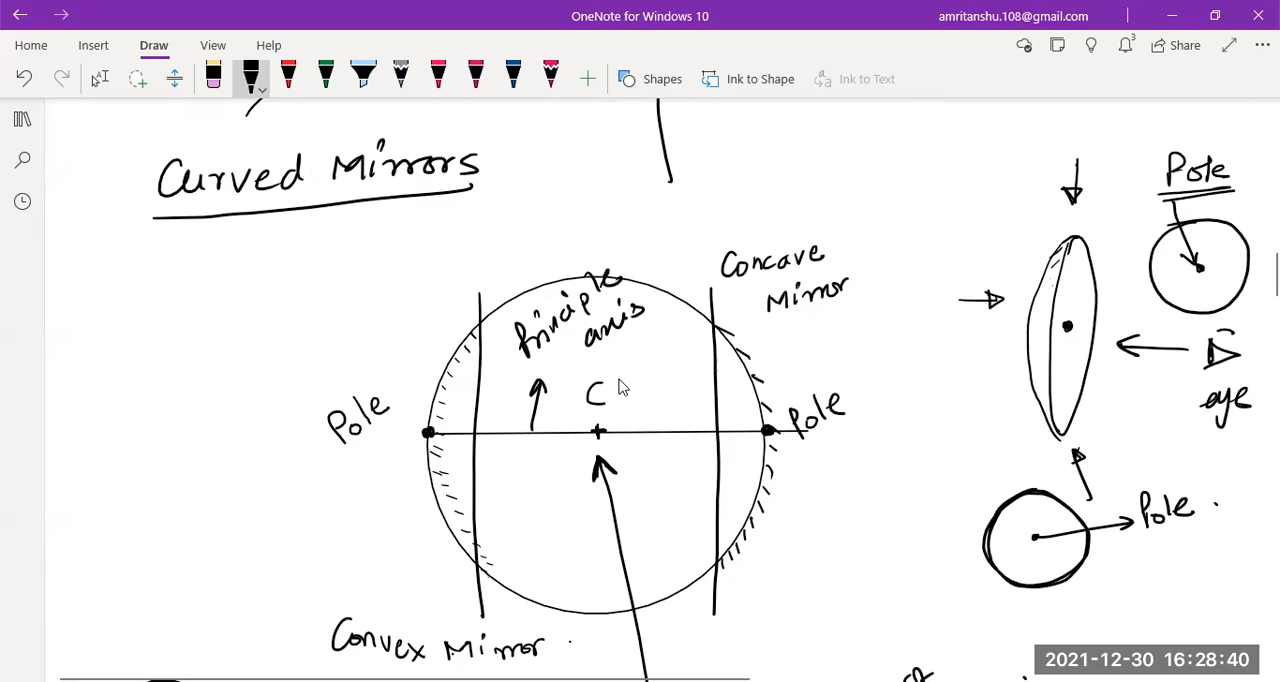 OneNote for Windows 10
amritanshu.108@gmail.com
Home
Insert
Draw
View
Help
3
Share
Shapes
Ink to Shape
Ink to Text
Curved Mirrors
Pole
Concave
Mirror
Principle
axis
C
Pole
Pole
eye
Pole.
Convex Mirror.
2021-12-30 16:28:40